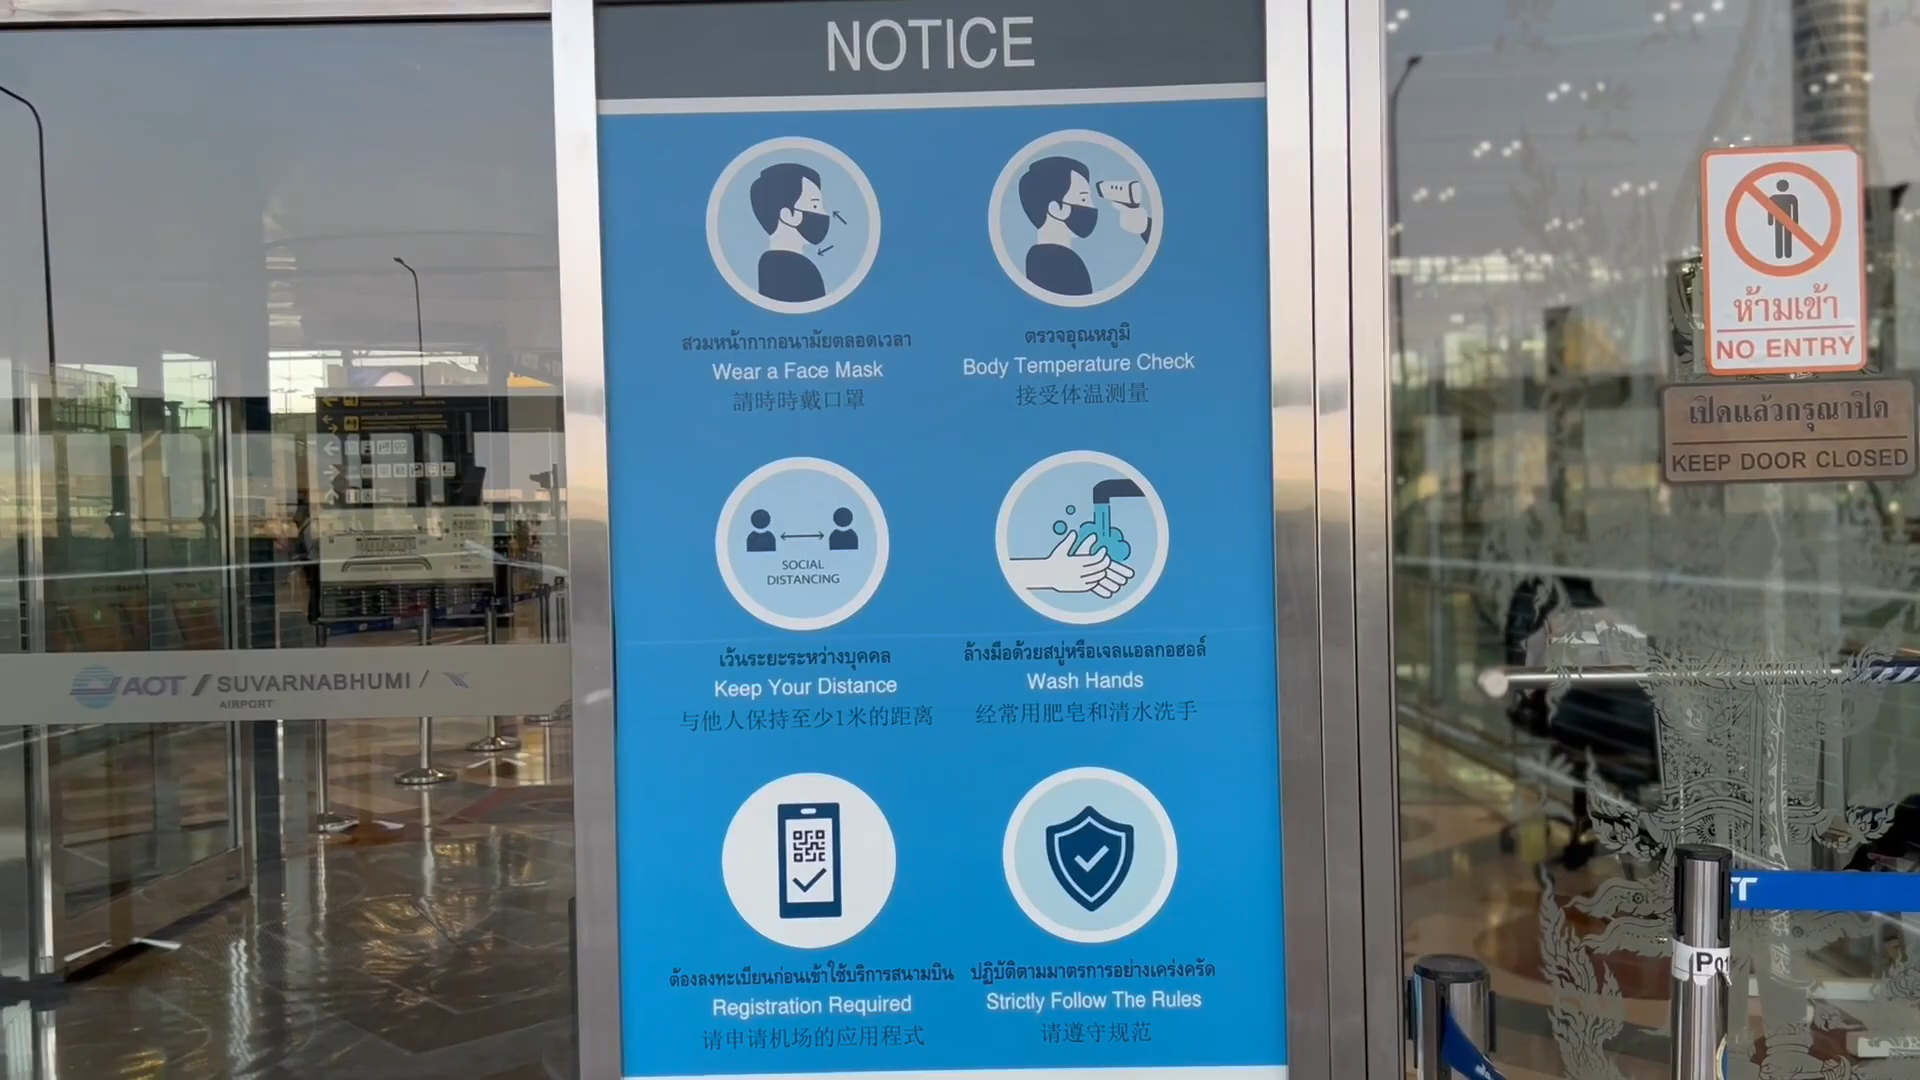 NOTICE
สวมหน้ากากอนามัยตลอดเวลา
Wear a Face Mask
請時時戴口罩
ตรวจอุณหภูมิ
Body Temperature Check
接受体温测量
SOCIAL
DISTANCING
เว้นระยะระหว่างบุคคล
Keep Your Distance
与他人保持至少1米的距离
ล้างมือด้วยสบู่หรือเจลแอลกอฮอล์
Wash Hands
经常用肥皂和清水洗手
ต้องลงทะเบียนก่อนเข้าใช้บริการสนามบิน
Registration Required
请申请机场的应用程式
ปฏิบัติตามมาตรการอย่างเคร่งครัด
Strictly Follow The Rules
请遵守规范
AOT / SUVARNABHUMI /
AIRPORT
ห้ามเข้า
NO ENTRY
เปิดแล้วกรุณาปิด
KEEP DOOR CLOSED